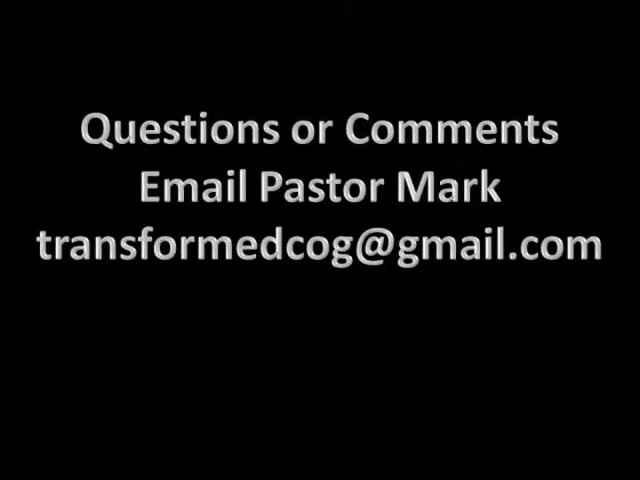 Questions or Comments
Email Pastor Mark
transformedcog@gmail.com